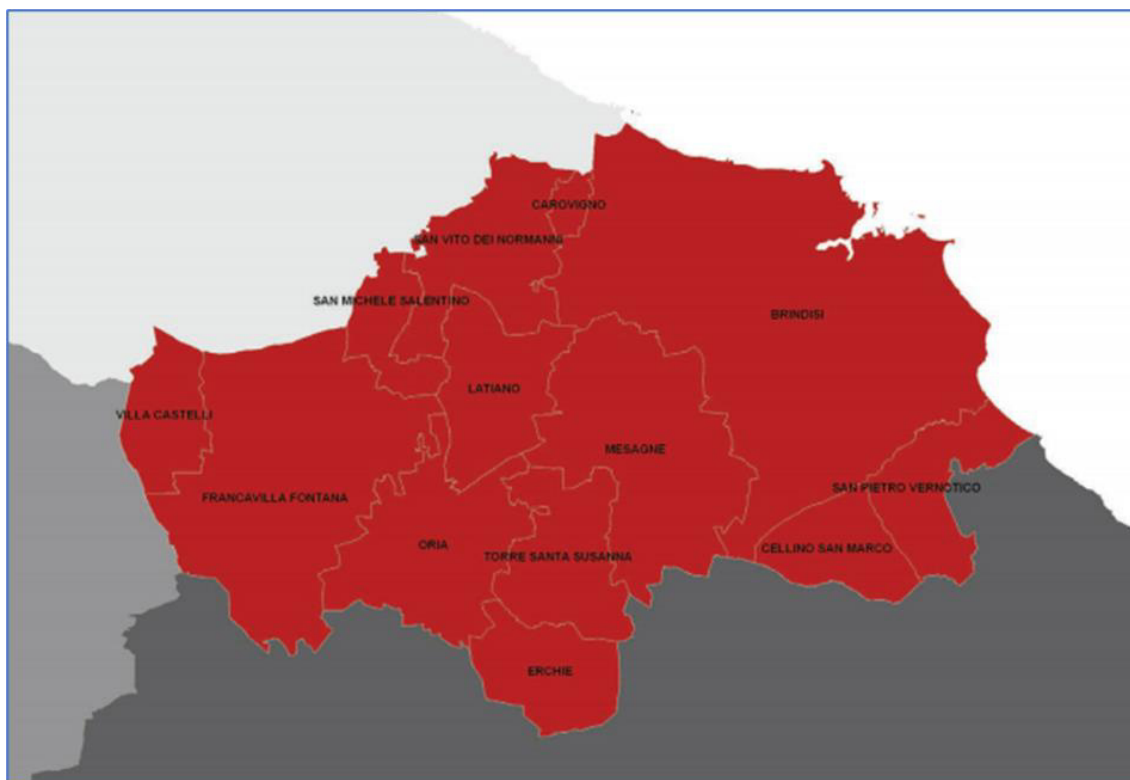 CAROVIGNO
SAN VITO DEI NORMANNI
SAN MICHELE SALENTINO
BRINDISI
LATIANO
VILLA CASTELLI
MESAGNE
FRANCAVILLA FONTANA
SAN PIETRO VERNOTICO
ORIA
TORRE SANTA SUSANNA
CELLINO SAN MARCO
ERCHIE